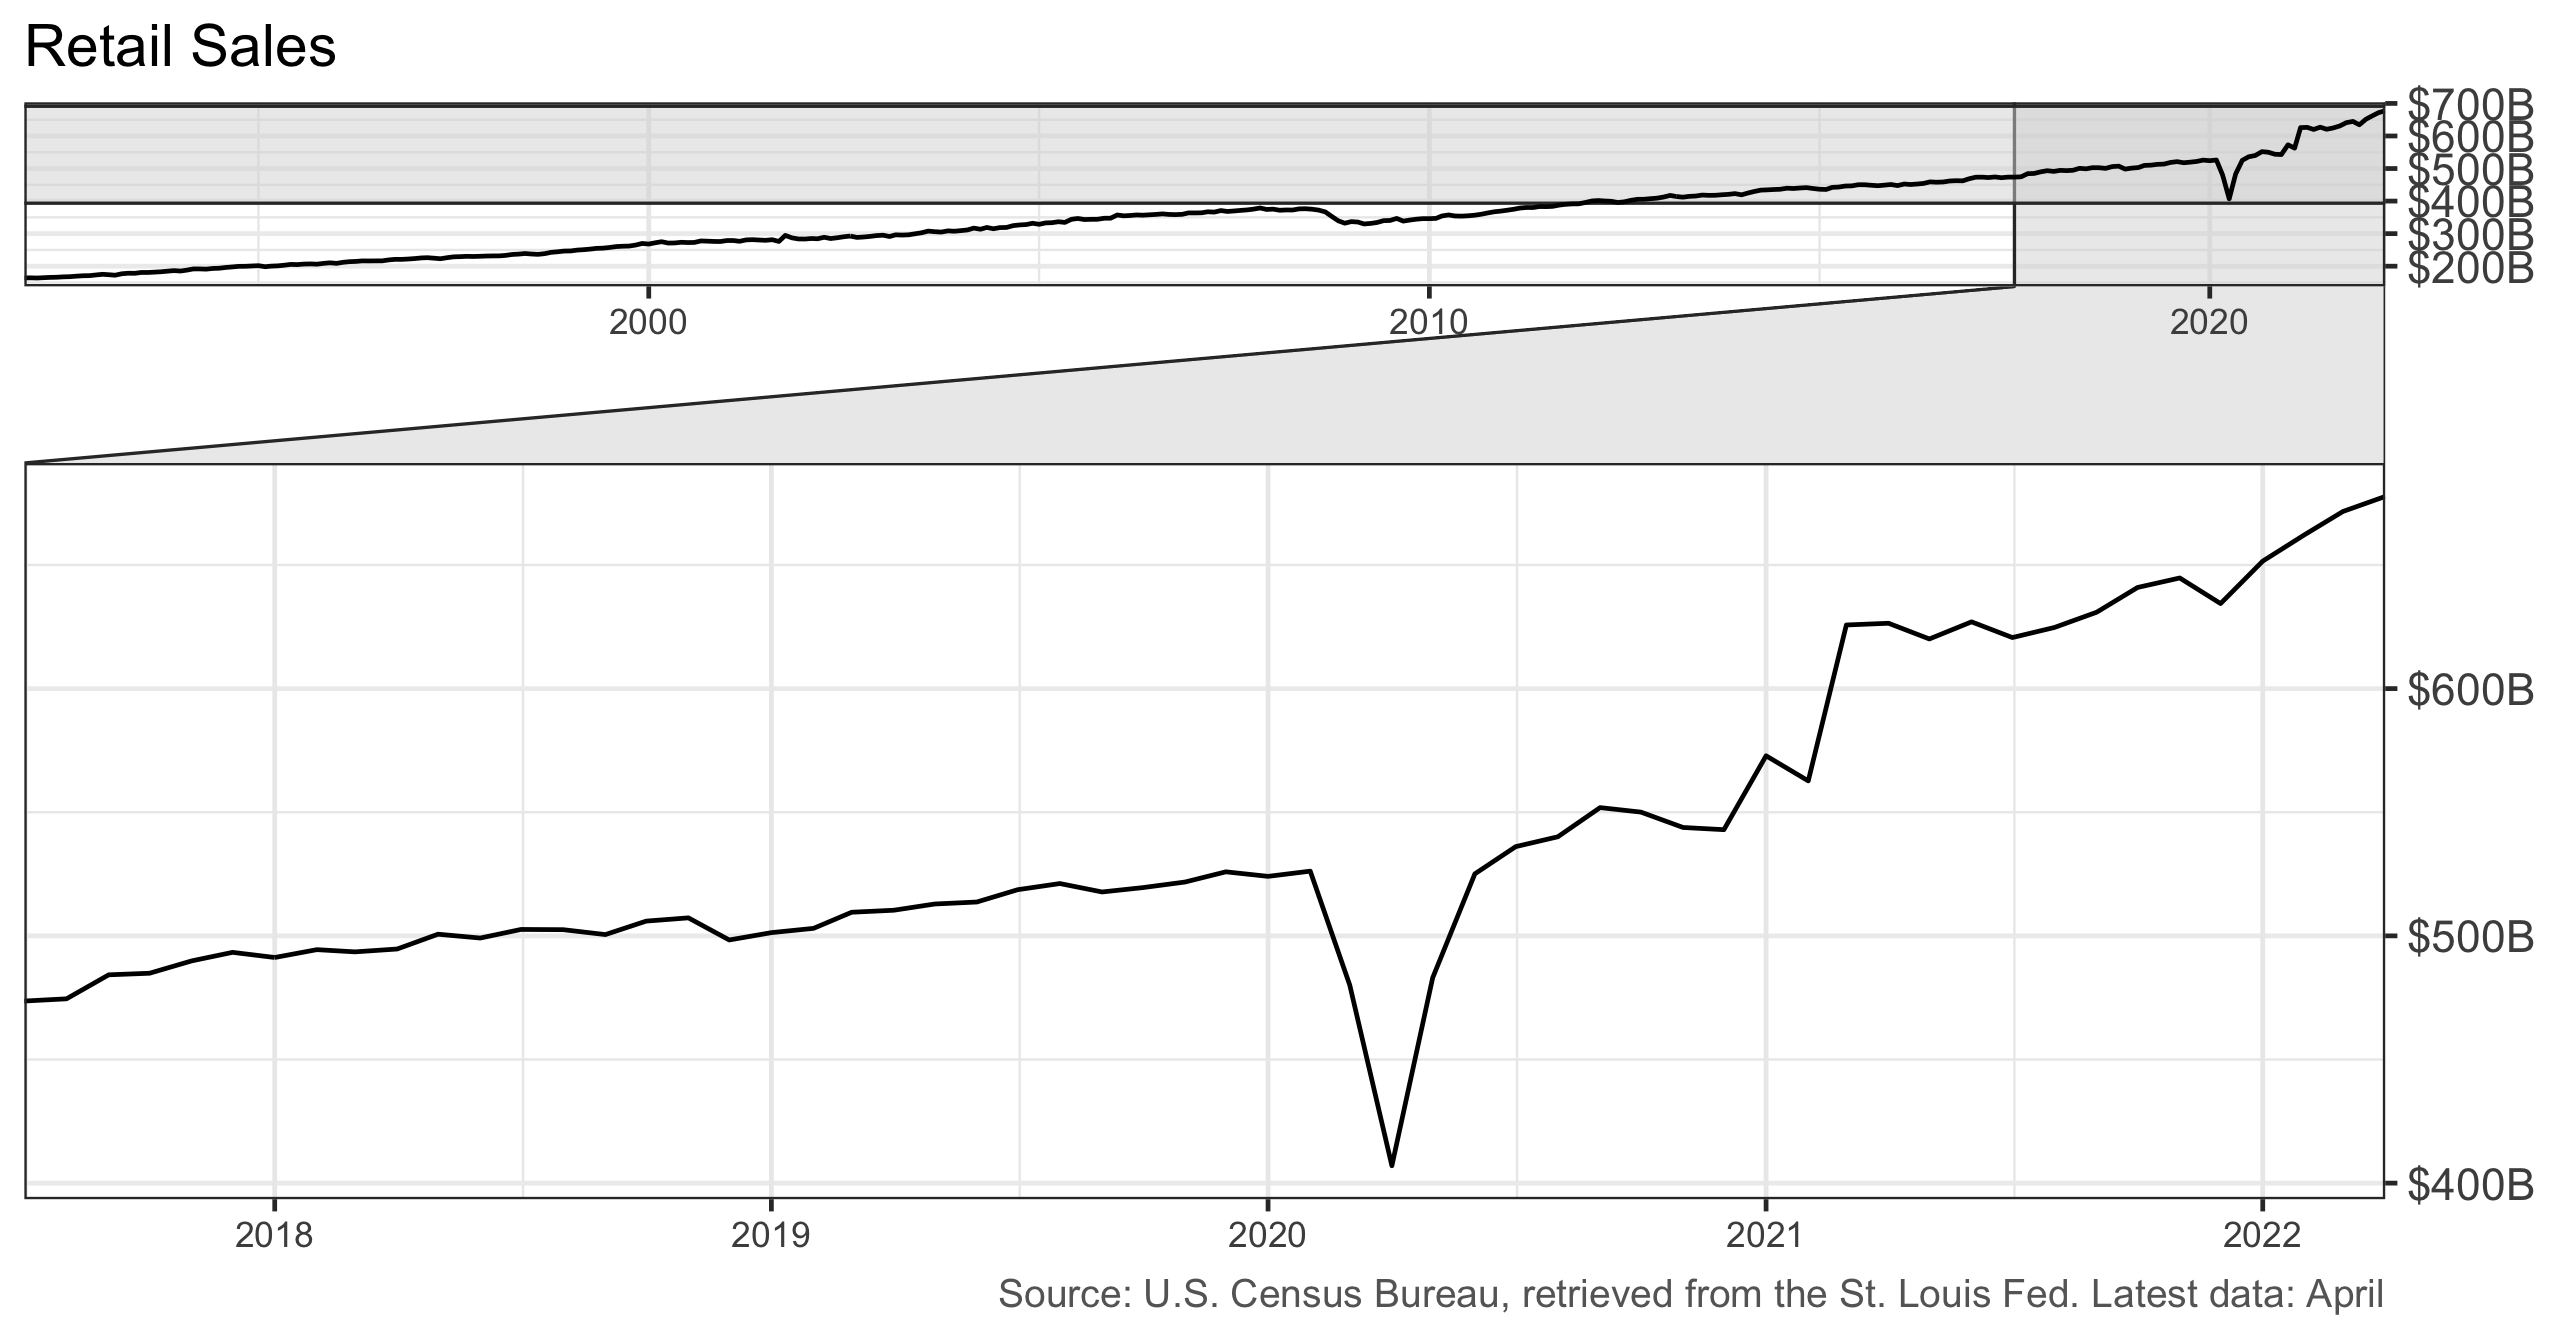 Retail Sales
$700B
$600B
$500B
$400B
$300B
$200B
2000 2010 2020
$600B
$500B
$400B
2018 2019 2020 2021 2022
Source: U.S. Census Bureau, retrieved from the St. Louis Fed. Latest data: April